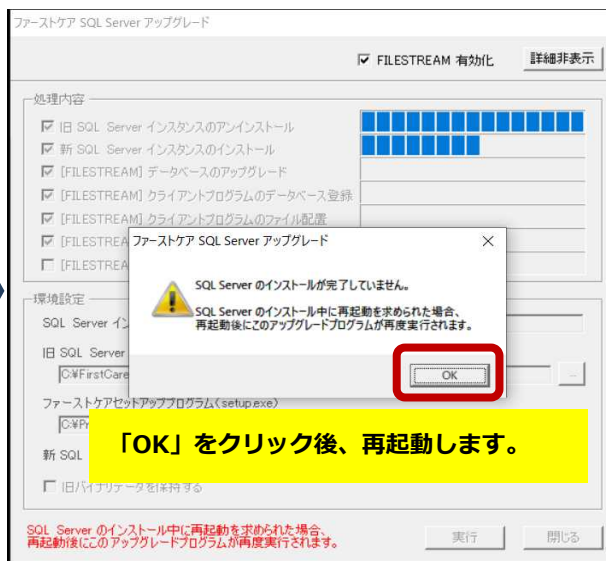 ファーストケア SQL Server アップグレード
FILESTREAM 有効化 詳細非表示
処理内容
旧 SQL Server インスタンスのアンインストール
新 SQL Server インスタンスのインストール
[FILESTREAM] データベースのアップグレード
[FILESTREAM] クライアントプログラムのデータベース登録
[FILESTREAM] クライアントプログラムのファイル配置
[FILESTREA
[FILESTREA
ファーストケア SQL Server アップグレード
SQL Server のインストールが完了していません。
SQL Server のインストール中に再起動を求められた場合、
再起動後にこのアップグレードプログラムが再度実行されます。
OK
環境設定
SQL Server イン
旧 SQL Server
C:¥FirstCare
...
ファーストケアセットアッププログラム(setup.exe)
C:¥Pr
「OK」をクリック後、再起動します。
新 SQL
旧バイナリデータを保持する
SQL Server のインストール中に再起動を求められた場合、
再起動後にこのアップグレードプログラムが再度実行されます。
実行 閉じる